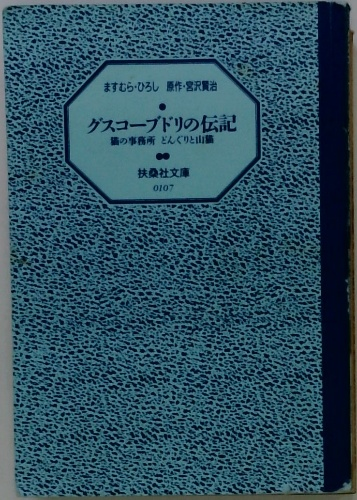 ますむら・ひろし 原作・宮沢賢治
グスコーブドリの伝記
猫の事務所 どんぐりと山猫
扶桑社文庫
0107